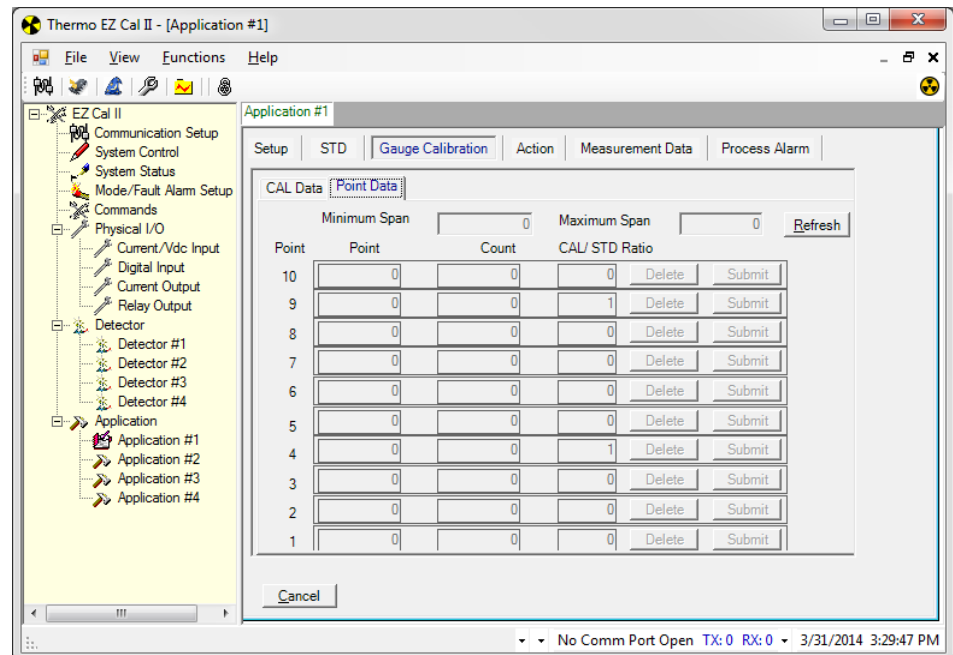 Thermo EZ Cal II - [Application #1]
File View Functions Help
EZ Cal II
Communication Setup
System Control
System Status
Mode/Fault Alarm Setup
Commands
Physical I/O
Current/Vdc Input
Digital Input
Current Output
Relay Output
Detector
Detector #1
Detector #2
Detector #3
Detector #4
Application
Application #1
Application #2
Application #3
Application #4
Application #1
Setup STD Gauge Calibration Action Measurement Data Process Alarm
CAL Data Point Data
Minimum Span 0 Maximum Span 0 Refresh
Point Point Count CAL/ STD Ratio
10 0 0 0 Delete Submit
9 0 0 1 Delete Submit
8 0 0 0 Delete Submit
7 0 0 0 Delete Submit
6 0 0 0 Delete Submit
5 0 0 0 Delete Submit
4 0 0 1 Delete Submit
3 0 0 0 Delete Submit
2 0 0 0 Delete Submit
1 0 0 0 Delete Submit
Cancel
No Comm Port Open TX: 0 RX: 0 3/31/2014 3:29:47 PM